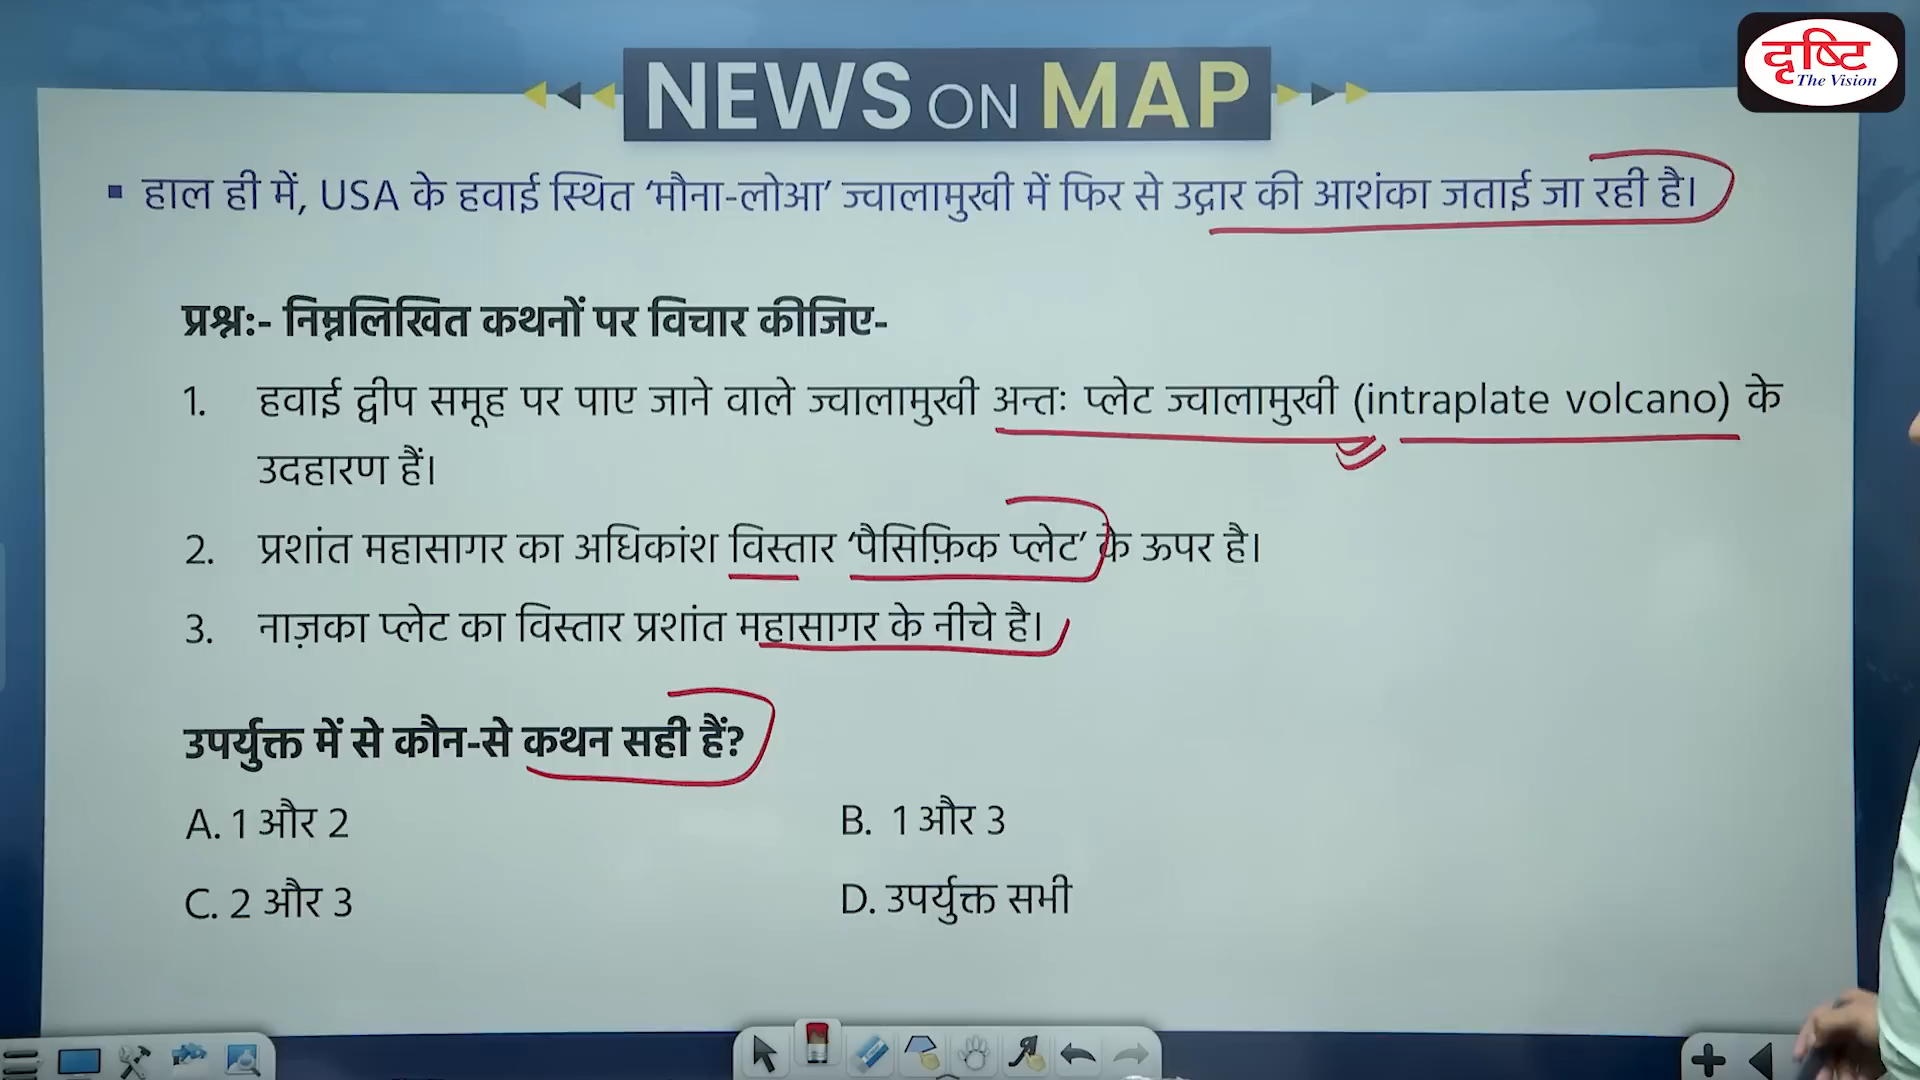 दृष्टि
The Vision
NEWS ON MAP
▪ हाल ही में, USA के हवाई स्थित ‘मौना-लोआ’ ज्वालामुखी में फिर से उद्गार की आशंका जताई जा रही है।
प्रश्न:- निम्नलिखित कथनों पर विचार कीजिए-
1. हवाई द्वीप समूह पर पाए जाने वाले ज्वालामुखी अन्तः प्लेट ज्वालामुखी (intraplate volcano) के
उदहारण हैं।
2. प्रशांत महासागर का अधिकांश विस्तार ‘पैसिफ़िक प्लेट’ के ऊपर है।
3. नाज़का प्लेट का विस्तार प्रशांत महासागर के नीचे है।
उपर्युक्त में से कौन-से कथन सही हैं?
A. 1 और 2
B. 1 और 3
C. 2 और 3
D. उपर्युक्त सभी